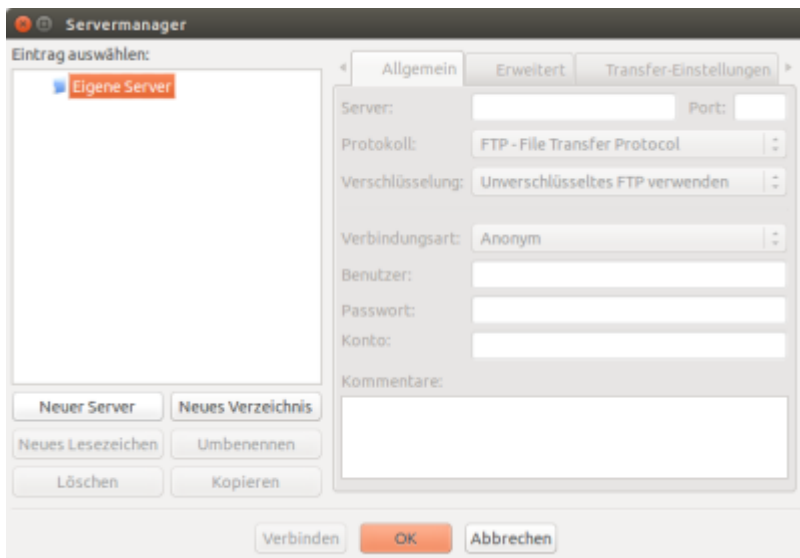 Servermanager
Eintrag auswählen:
Eigene Server
Neuer Server
Neues Verzeichnis
Neues Lesezeichen
Umbenennen
Löschen
Kopieren
Allgemein
Erweitert
Transfer-Einstellungen
Server:
Port:
Protokoll:
FTP - File Transfer Protocol
Verschlüsselung:
Unverschlüsseltes FTP verwenden
Verbindungsart:
Anonym
Benutzer:
Passwort:
Konto:
Kommentare:
Verbinden
OK
Abbrechen